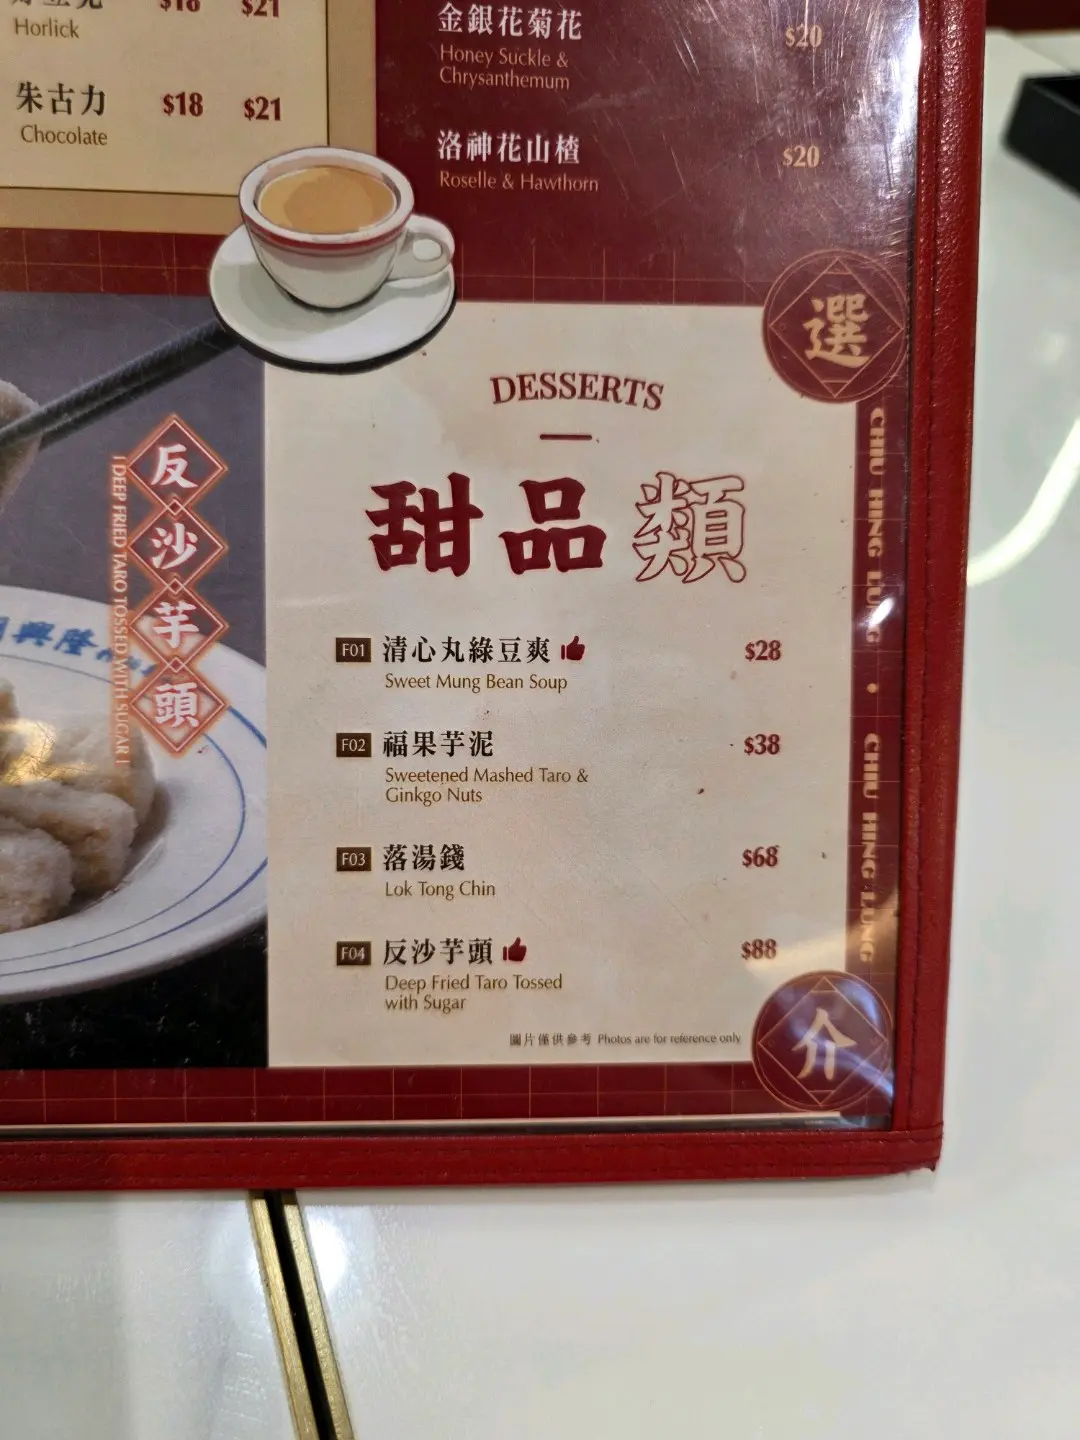 $18 $21
Horlick
朱古力 $18 $21
Chocolate
金銀花菊花 $20
Honey Suckle &
Chrysanthemum
洛神花山楂 $20
Roselle & Hawthorn
選
介
CHIU HING LUNG • CHIU HING LUNG
反沙芋頭
| DEEP FRIED TARO TOSSED WITH SUGAR |
興隆
DESSERTS
甜品類
F01 清心丸綠豆爽 $28
Sweet Mung Bean Soup
F02 福果芋泥 $38
Sweetened Mashed Taro &
Ginkgo Nuts
F03 落湯錢 $68
Lok Tong Chin
F04 反沙芋頭 $88
Deep Fried Taro Tossed
with Sugar
圖片僅供參考 Photos are for reference only